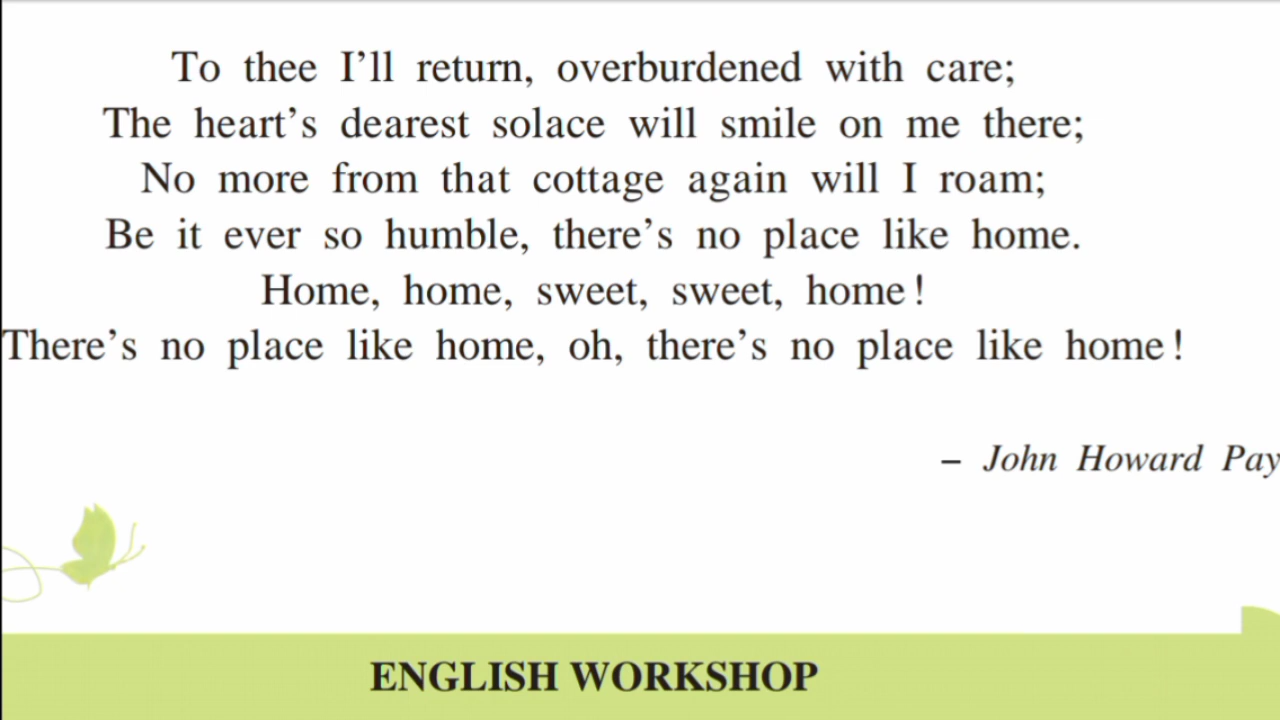 To thee I’ll return, overburdened with care;
The heart’s dearest solace will smile on me there;
No more from that cottage again will I roam;
Be it ever so humble, there’s no place like home.
Home, home, sweet, sweet, home !
There’s no place like home, oh, there’s no place like home !
– John Howard Pay
ENGLISH WORKSHOP